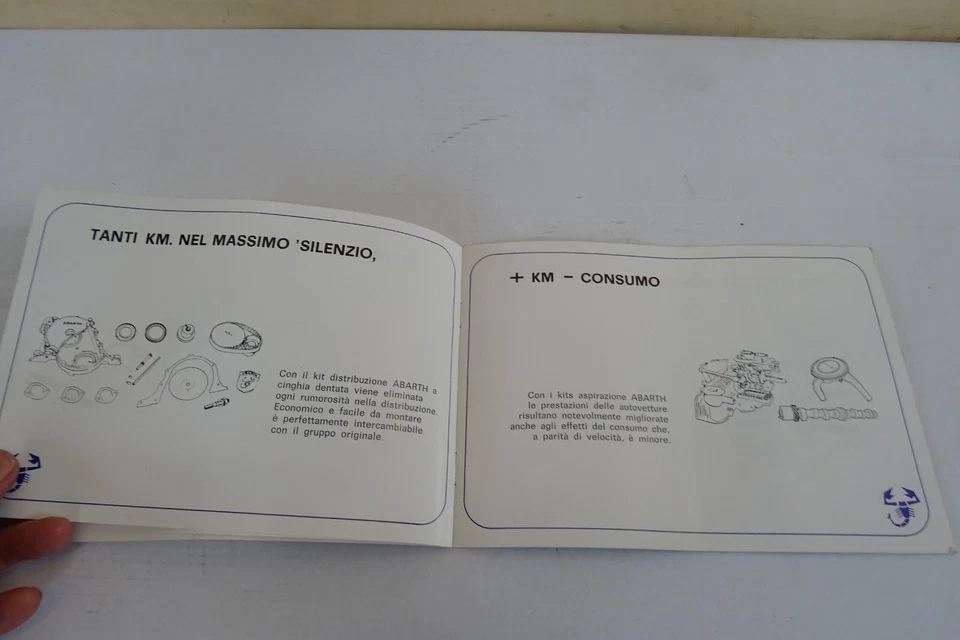 TANTI KM. NEL MASSIMO 'SILENZIO,
ABARTH
Con il kit distribuzione ABARTH a
cinghia dentata viene eliminata
ogni rumorosità nella distribuzione.
Economico e facile da montare
è perfettamente intercambiabile
con il gruppo originale.
+ KM – CONSUMO
Con i kits aspirazione ABARTH
le prestazioni delle autovetture
risultano notevolmente migliorate
anche agli effetti del consumo che,
a parità di velocità, è minore.